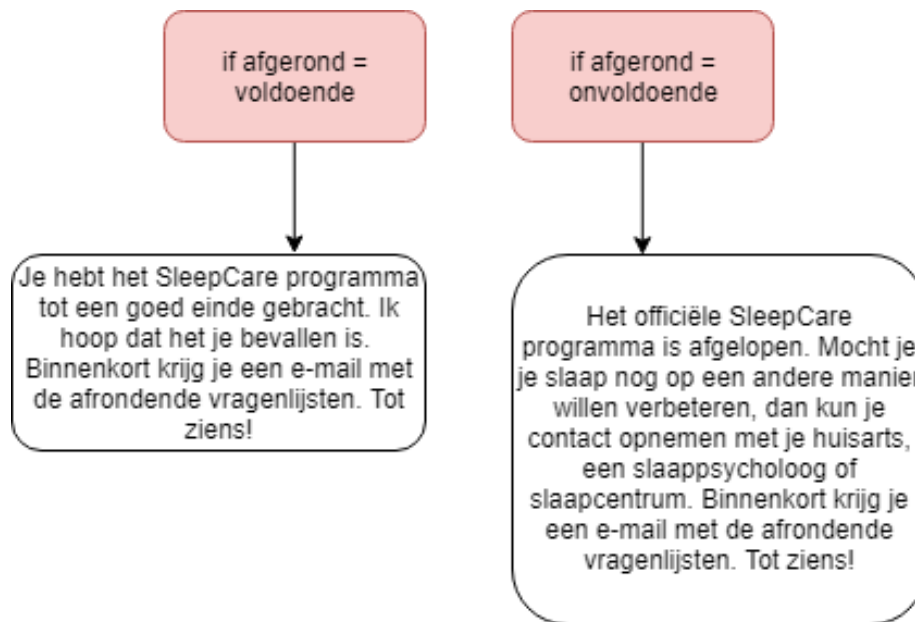 if afgerond =
voldoende
if afgerond =
onvoldoende
Je hebt het SleepCare programma
tot een goed einde gebracht. Ik
hoop dat het je bevallen is.
Binnenkort krijg je een e-mail met
de afrondende vragenlijsten. Tot
ziens!
Het officiële SleepCare
programma is afgelopen. Mocht je
je slaap nog op een andere manier
willen verbeteren, dan kun je
contact opnemen met je huisarts,
een slaappsycholoog of
slaapcentrum. Binnenkort krijg je
een e-mail met de afrondende
vragenlijsten. Tot ziens!